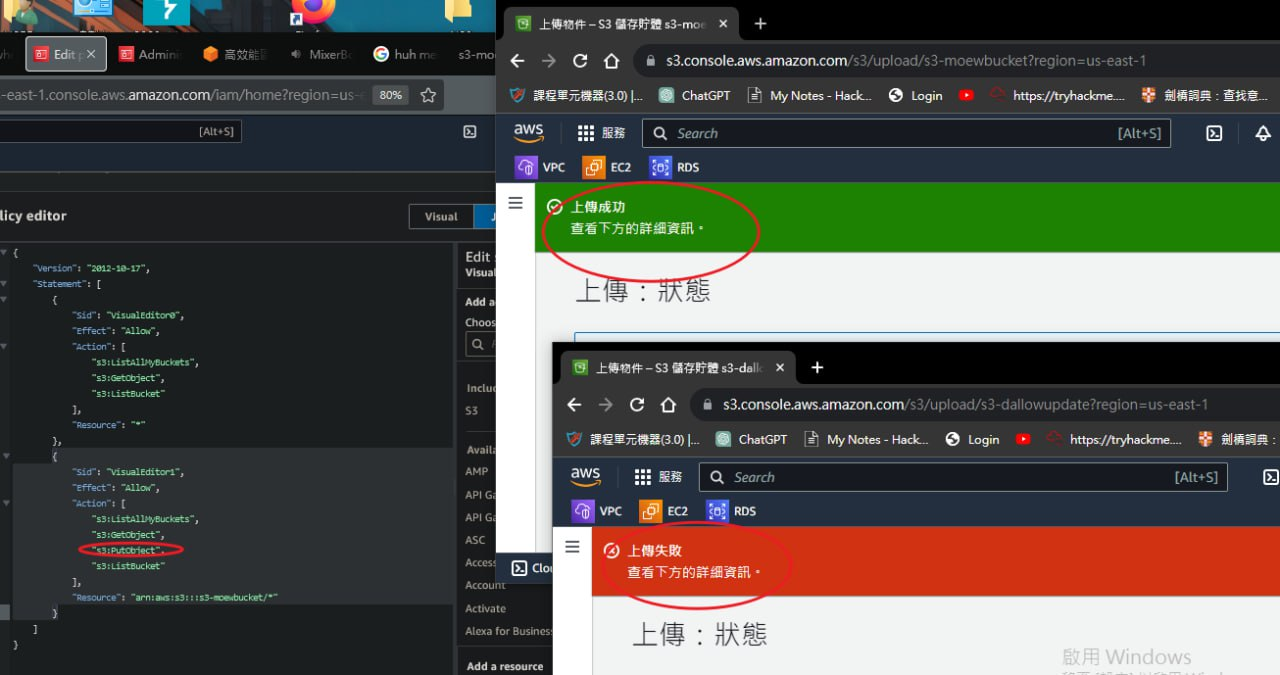 Edit
Admini
高效能
MixerB
huh me
s3-mo
-east-1.console.aws.amazon.com/iam/home?region=us-e
80%
[Alt+S]
licy editor
Visual
J
{
"Version": "2012-10-17",
"Statement": [
{
"Sid": "VisualEditor0",
"Effect": "Allow",
"Action": [
"s3:ListAllMyBuckets",
"s3:GetObject",
"s3:ListBucket"
],
"Resource": "*"
},
{
"Sid": "VisualEditor1",
"Effect": "Allow",
"Action": [
"s3:ListAllMyBuckets",
"s3:GetObject",
"s3:PutObject",
"s3:ListBucket"
],
"Resource": "arn:aws:s3:::s3-moewbucket/*"
}
]
}
Edit
Visual
Add a
Choos
Inclu
S3
Availa
AMP
API Ga
API Ga
ASC
Access
Account
Activate
Alexa for Business
Add a resource
上傳物件 – S3 儲存貯體 s3-moe
s3.console.aws.amazon.com/s3/upload/s3-moewbucket?region=us-east-1
課程單元機器(3.0) |...
ChatGPT
My Notes - Hack...
Login
https://tryhackme....
劍橋詞典：查找意...
aws
服務
Search
[Alt+S]
VPC
EC2
RDS
上傳成功
查看下方的詳細資訊。
上傳：狀態
Clou
上傳物件 – S3 儲存貯體 s3-dall
s3.console.aws.amazon.com/s3/upload/s3-dallowupdate?region=us-east-1
課程單元機器(3.0) |...
ChatGPT
My Notes - Hack...
Login
https://tryhackme....
劍橋詞典：
aws
服務
Search
[Alt+S]
VPC
EC2
RDS
上傳失敗
查看下方的詳細資訊。
上傳：狀態
啟用 Windows